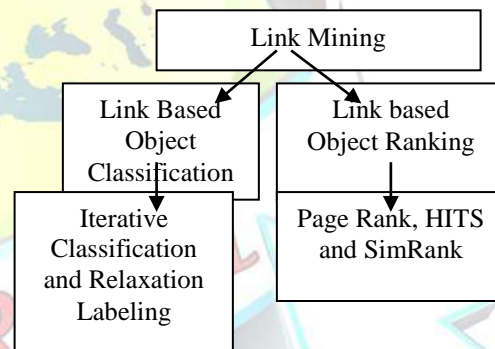 Link Mining
Link Based
Object
Classification
Link based
Object Ranking
Iterative
Classification
and Relaxation
Labeling
Page Rank, HITS
and SimRank